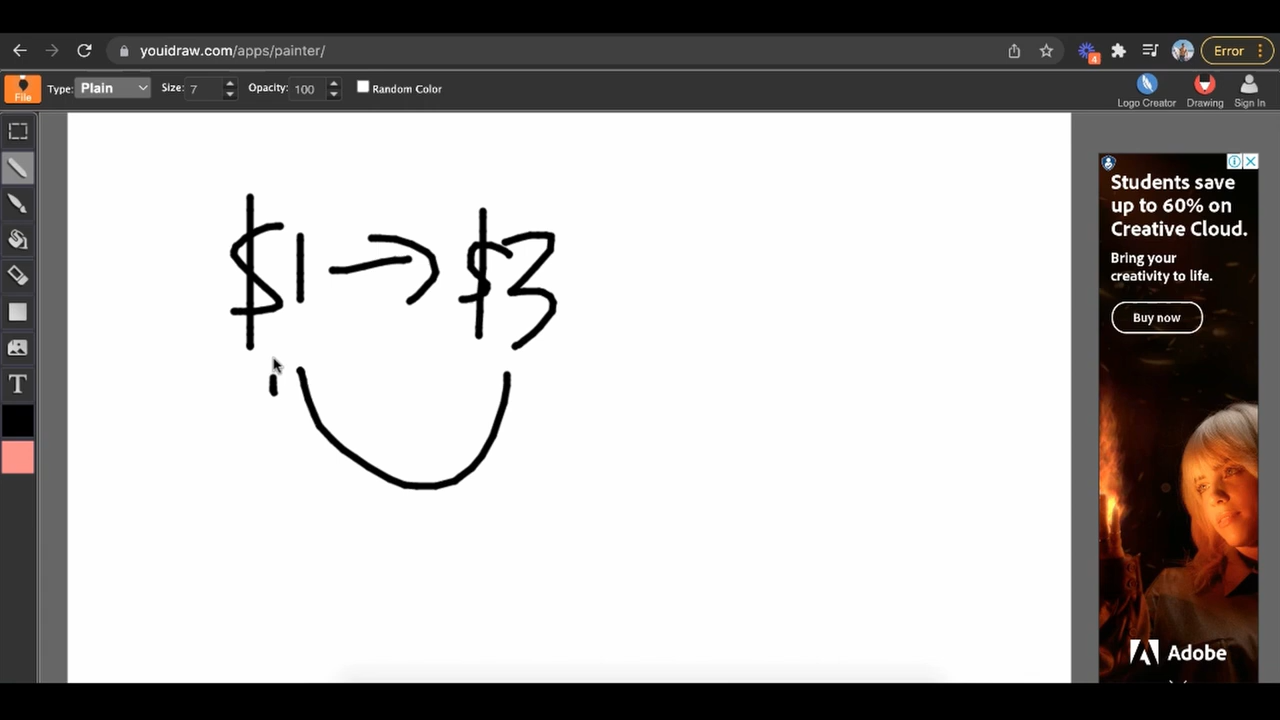 youidraw.com/apps/painter/
4
Error
File
Type: Plain Size: 7 Opacity: 100 Random Color
Logo Creator Drawing Sign In
T
$1 → $3
Students save
up to 60% on
Creative Cloud.
Bring your
creativity to
life.
Buy now
Adobe